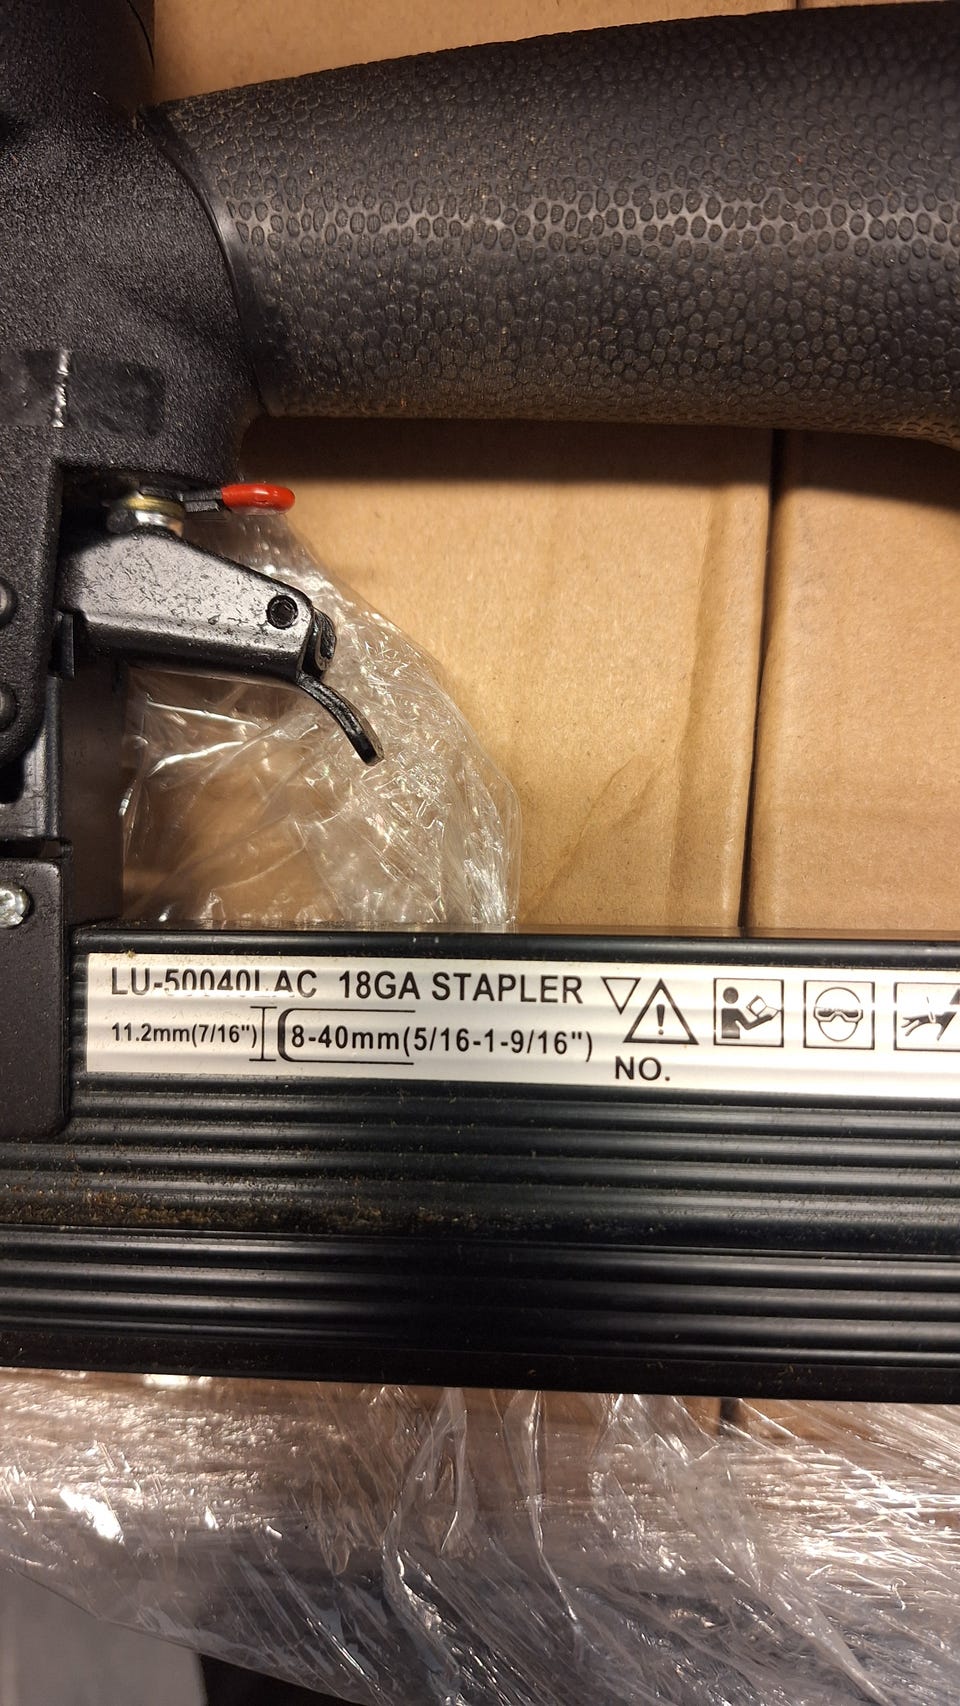 LU-50040LAC 18GA STAPLER
11.2mm(7/16") 8-40mm(5/16-1-9/16")
NO.